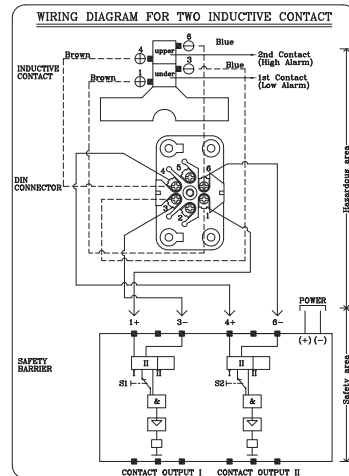 WIRING DIAGRAM FOR TWO INDUCTIVE CONTACT
6
Blue
4
Brown
upper
2nd Contact
(High Alarm)
3
INDUCTIVE
CONTACT
Blue
1
Brown
under
1st Contact
(Low Alarm)
Hazardous area
DIN
CONNECTOR
4
5
6
3
2
1
POWER
1+
3-
4+
6-
(+) (-)
SAFETY
BARRIER
Safety area
II
II
II
II
S1
S2
&
&
CONTACT OUTPUT I
CONTACT OUTPUT II